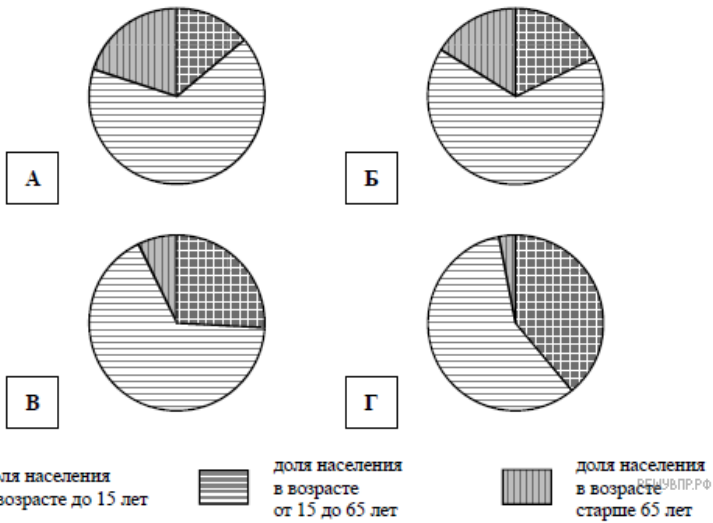 А
Б
В
Г
доля населения
возрасте до 15 лет
доля населения
в возрасте
от 15 до 65 лет
доля населения
в возрасте
старше 65 лет
РЕШУВПР.РФ